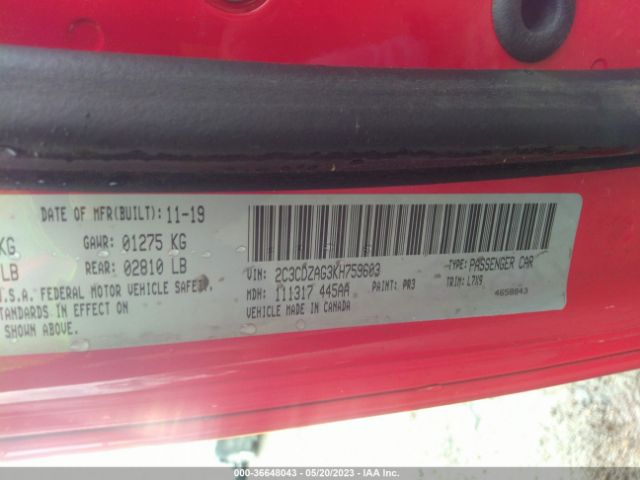 DATE OF MFR(BUILT): 11-19
KG GAWR: 01275 KG
LB REAR: 02810 LB
U.S.A. FEDERAL MOTOR VEHICLE SAFETY
STANDARDS IN EFFECT ON
SHOWN ABOVE.
VIN: 2C3CDZAG3KH759603 TYPE: PASSENGER CAR
MDH: 111317 445AA PAINT: PR3 TRIM: L7X9
VEHICLE MADE IN CANADA 4658843
000-36648043 / 05/20/2023 / IAA Inc.